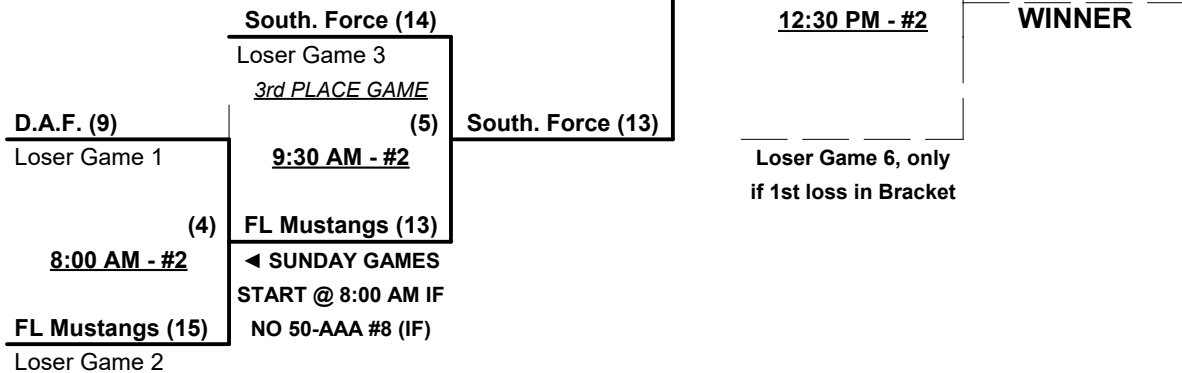 South. Force (14)
12:30 PM - #2
WINNER
Loser Game 3
3rd PLACE GAME
D.A.F. (9)
(5)
South. Force (13)
Loser Game 1
9:30 AM - #2
Loser Game 6, only
if 1st loss in Bracket
(4)
FL Mustangs (13)
8:00 AM - #2
◄ SUNDAY GAMES
START @ 8:00 AM IF
NO 50-AAA #8 (IF)
FL Mustangs (15)
Loser Game 2